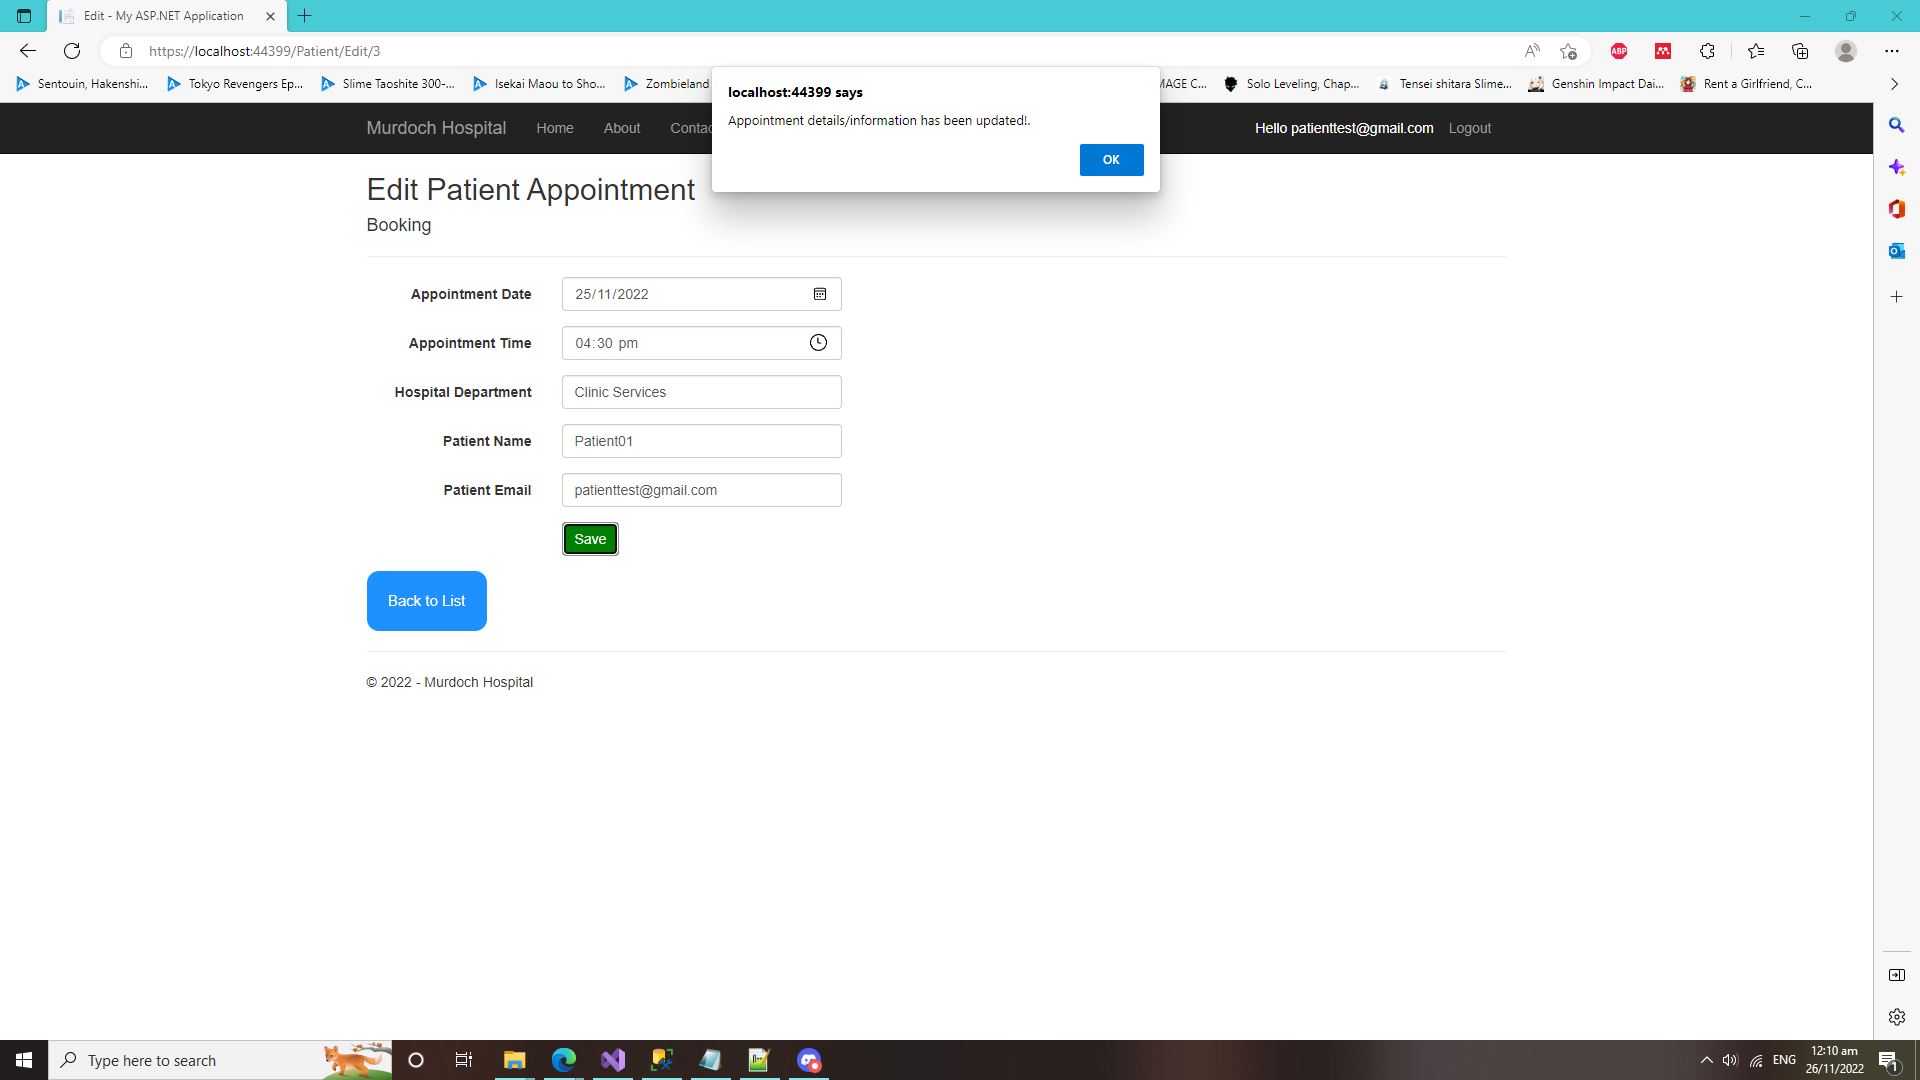 Edit - My ASP.NET Application
https://localhost:44399/Patient/Edit/3
ABP
Sentouin, Hakenshi...
Tokyo Revengers Ep...
Slime Taoshite 300-...
Isekai Maou to Sho...
Zombieland
MAGE C...
Solo Leveling, Chap...
Tensei shitara Slime...
Genshin Impact Dai...
Rent a Girlfriend, C...
localhost:44399 says
Appointment details/information has been updated!.
OK
Murdoch Hospital
Home
About
Contac
Hello patienttest@gmail.com
Logout
Edit Patient Appointment
Booking
Appointment Date
25/11/2022
Appointment Time
04:30 pm
Hospital Department
Clinic Services
Patient Name
Patient01
Patient Email
patienttest@gmail.com
Save
Back to List
© 2022 - Murdoch Hospital
Type here to search
ENG
12:10 am
26/11/2022
1